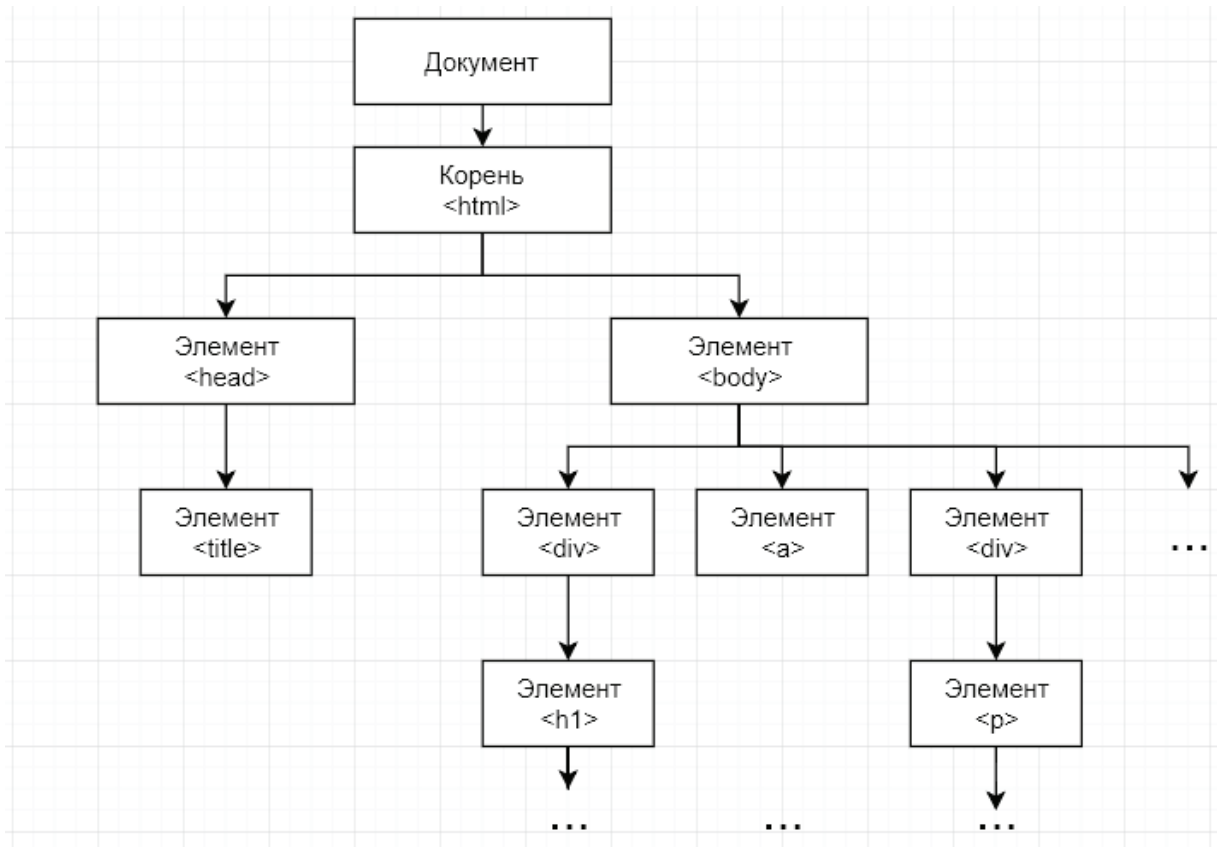 Документ
Корень
<html>
Элемент
<head>
Элемент
<body>
Элемент
<title>
Элемент
<div>
Элемент
<a>
Элемент
<div>
...
Элемент
<h1>
Элемент
<p>
...
...
...